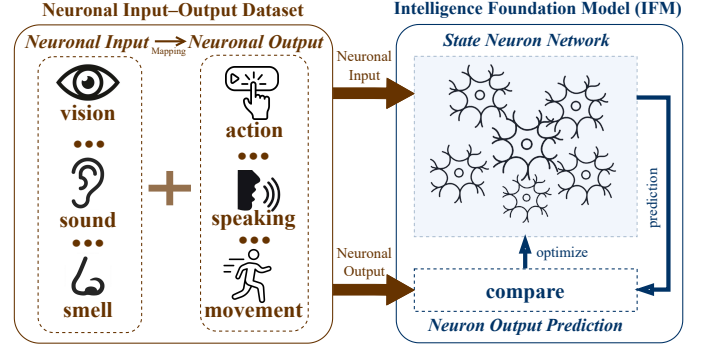 Neuronal Input–Output Dataset
Neuronal Input
Mapping
Neuronal Output
vision
sound
smell
action
speaking
movement
Neuronal
Input
Neuronal
Output
Intelligence Foundation Model (IFM)
State Neuron Network
prediction
optimize
compare
Neuron Output Prediction